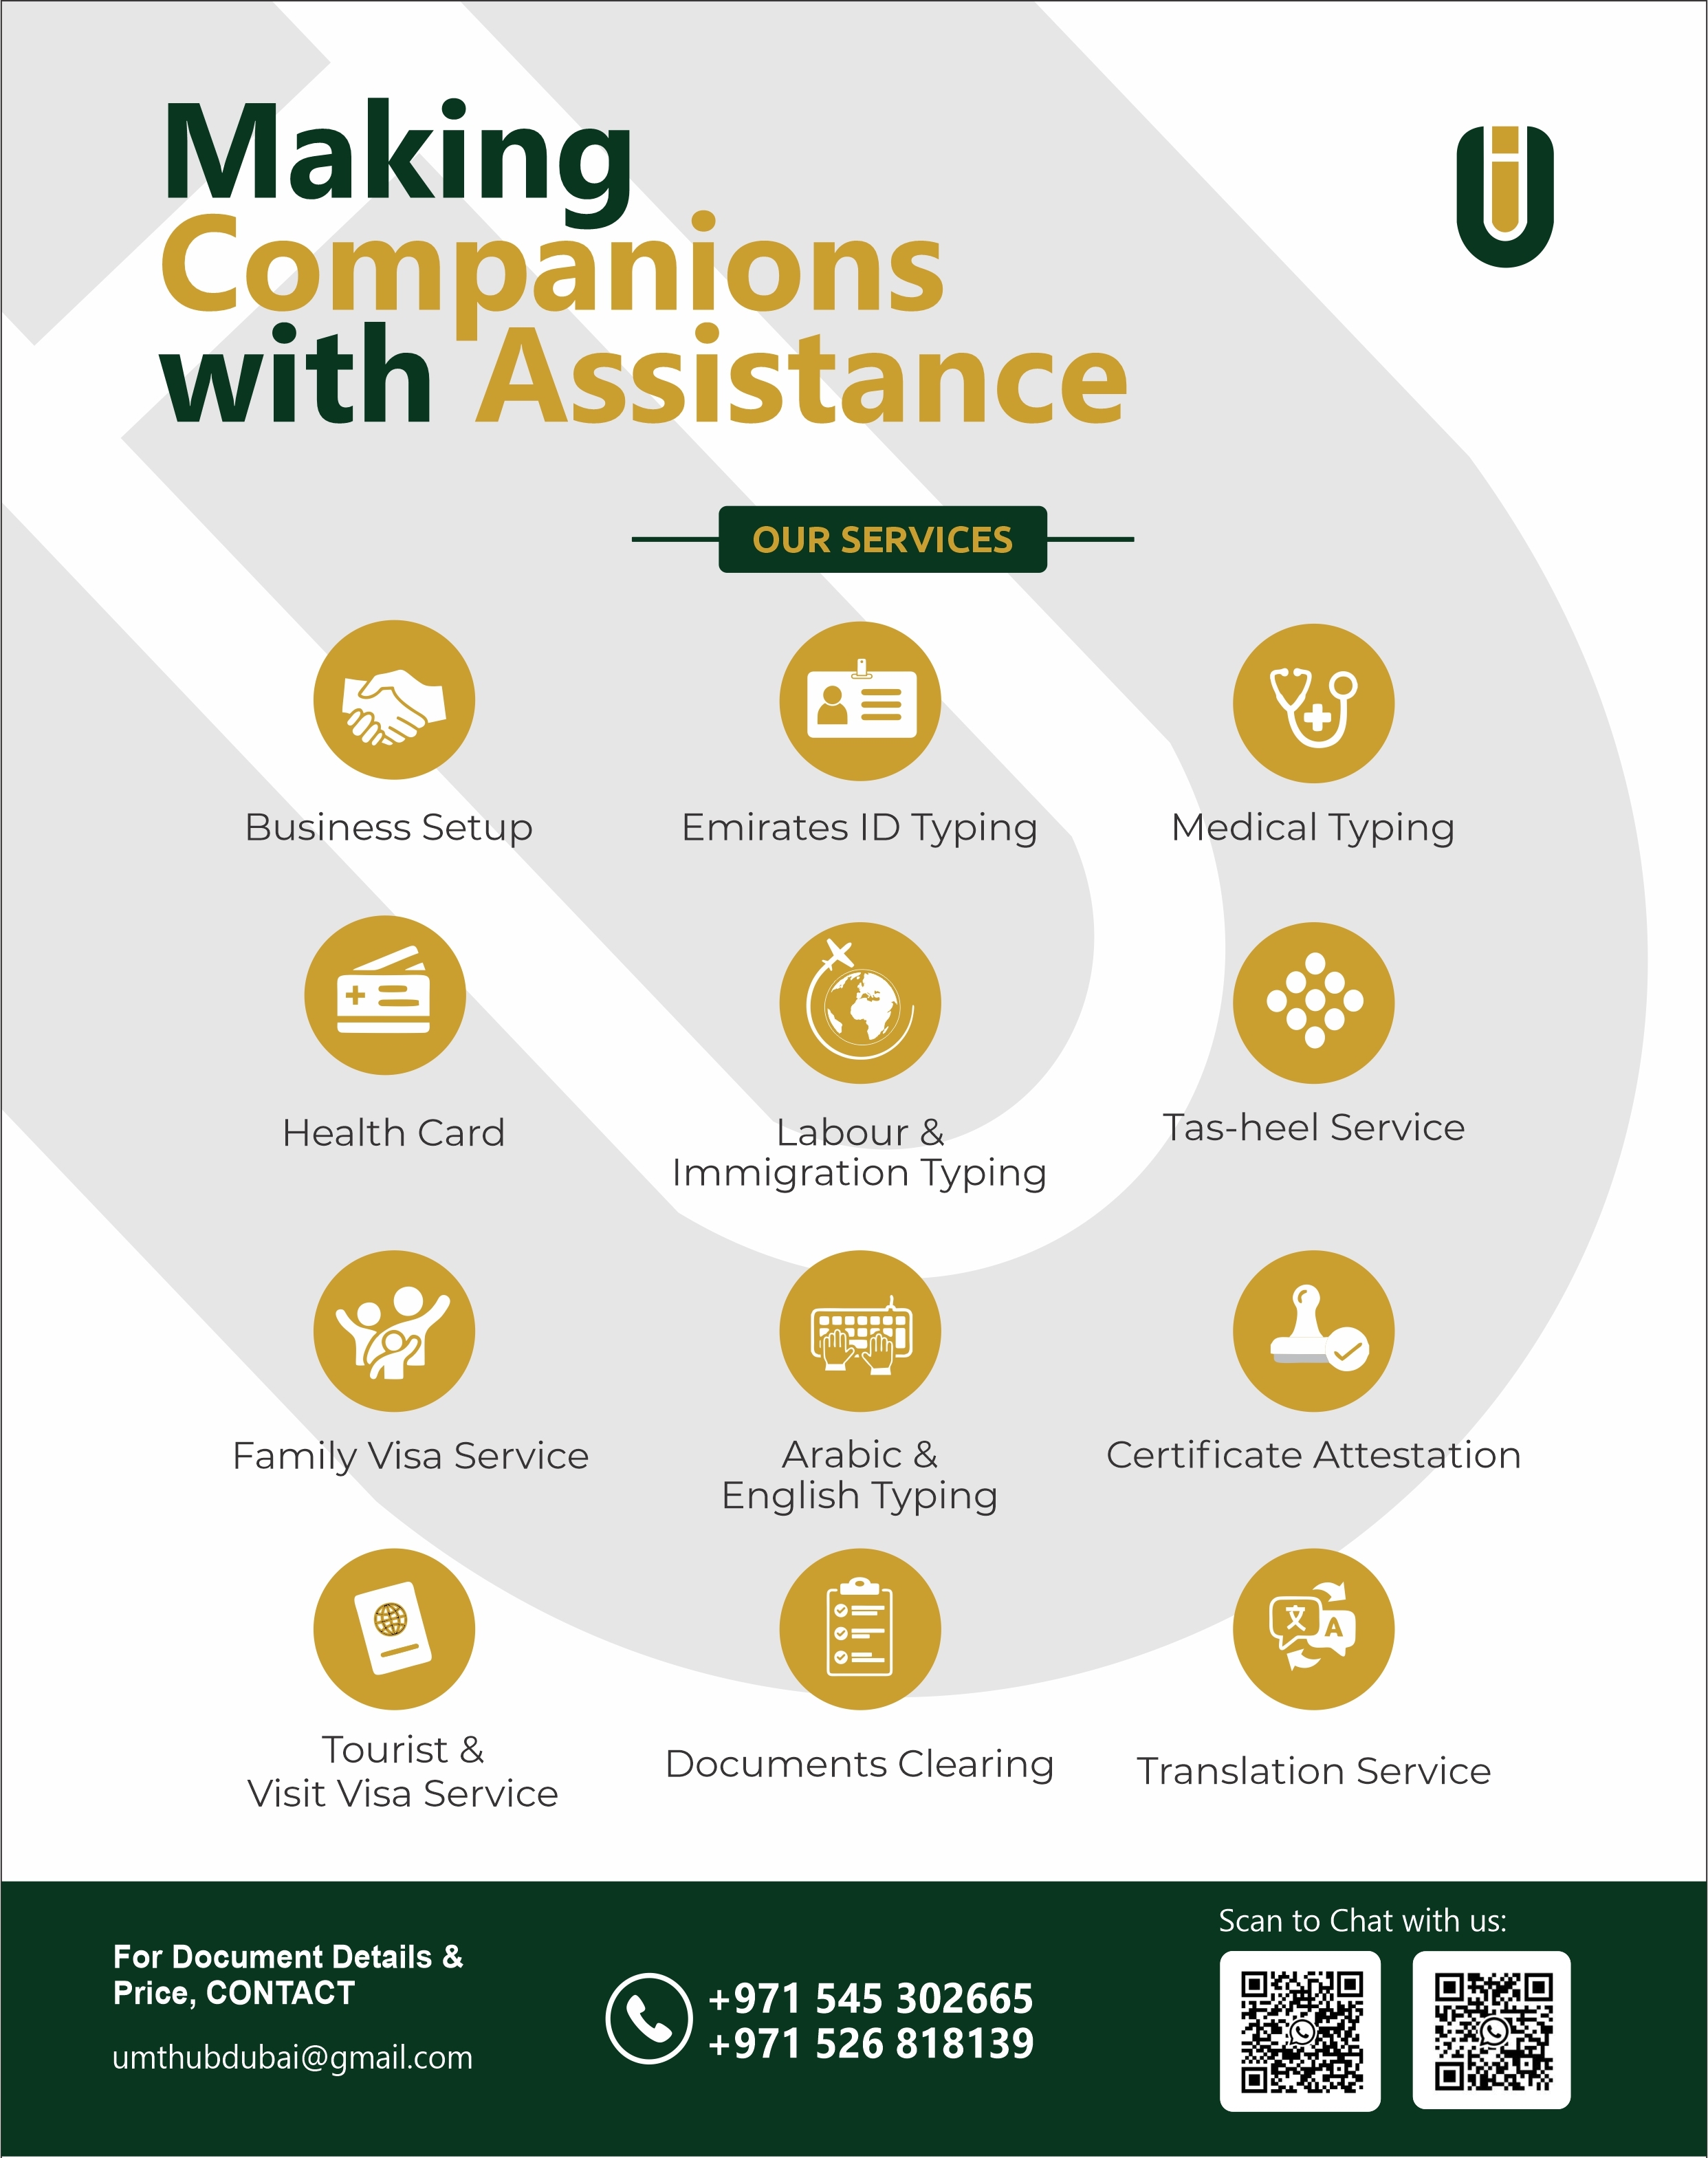 Making
Companions
with Assistance
OUR SERVICES
Business Setup
Emirates ID Typing
Medical Typing
Health Card
Labour &
Immigration Typing
Tas-heel Service
Family Visa Service
Arabic &
English Typing
Certificate Attestation
Tourist &
Visit Visa Service
Documents Clearing
Translation Service
For Document Details &
Price, CONTACT
umthubdubai@gmail.com
+971 545 302665
+971 526 818139
Scan to Chat with us: